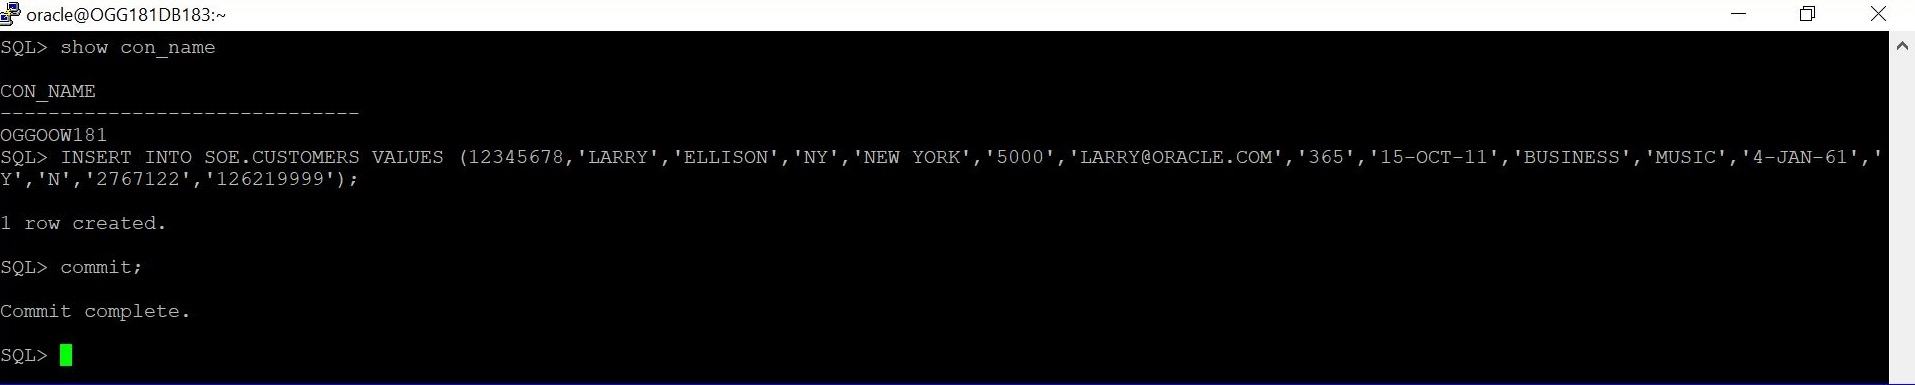 oracle@OGG181DB183:~
SQL> show con_name
CON_NAME
------------------------------
OGGOOW181
SQL> INSERT INTO SOE.CUSTOMERS VALUES (12345678,'LARRY','ELLISON','NY','NEW YORK','5000','LARRY@ORACLE.COM','365','15-OCT-11','BUSINESS','MUSIC','4-JAN-61','
Y','N','2767122','126219999');
1 row created.
SQL> commit;
Commit complete.
SQL>